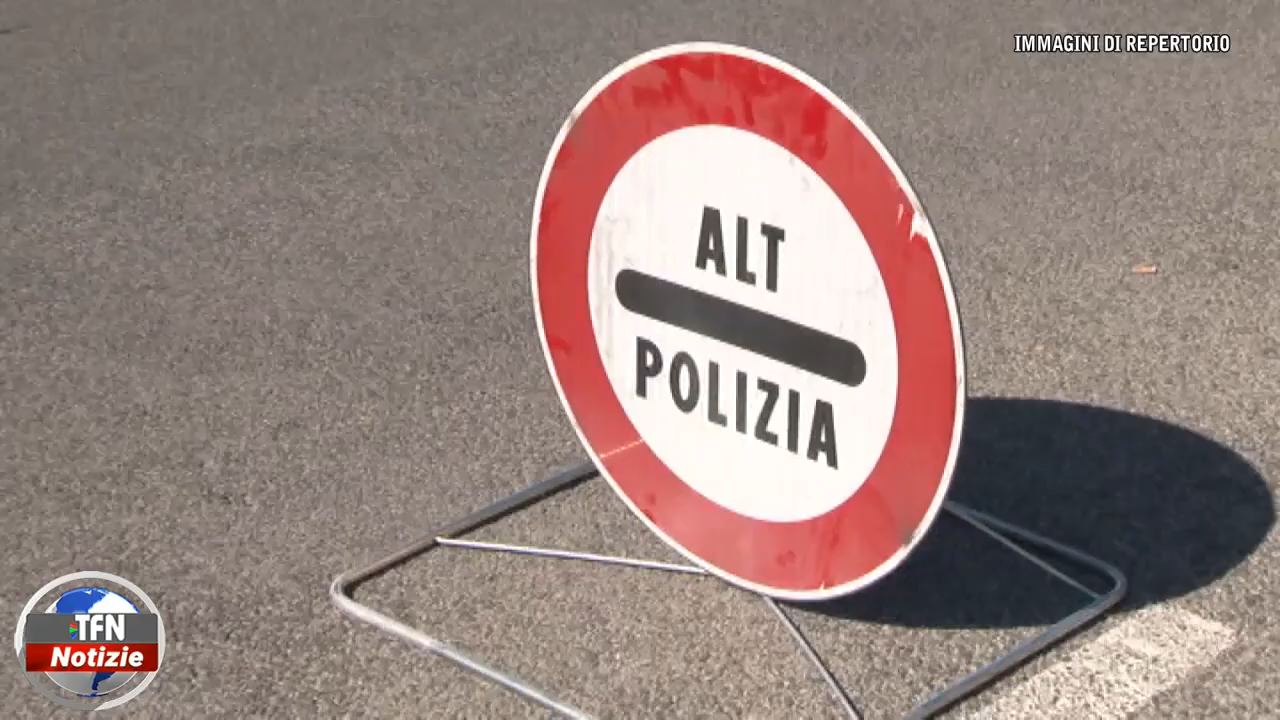 IMMAGINI DI REPERTORIO
ALT
POLIZIA
TFN
Notizie